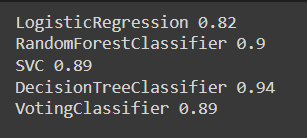 LogisticRegression 0.82
RandomForestClassifier 0.9
SVC 0.89
DecisionTreeClassifier 0.94
VotingClassifier 0.89